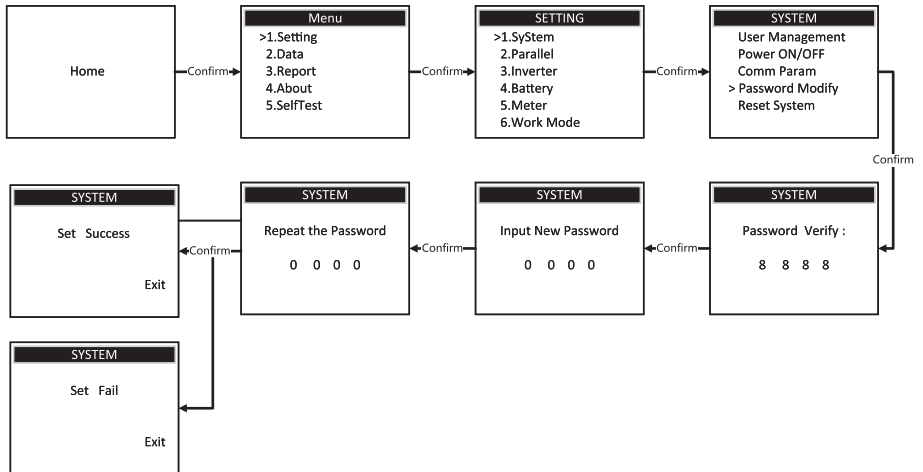 Home
Confirm
Menu
>1.Setting
2.Data
3.Report
4.About
5.SelfTest
Confirm
SETTING
>1.SyStem
2.Parallel
3.Inverter
4.Battery
5.Meter
6.Work Mode
Confirm
SYSTEM
User Management
Power ON/OFF
Comm Param
> Password Modify
Reset System
Confirm
SYSTEM
Password Verify :
8 8 8 8
Confirm
SYSTEM
Input New Password
0 0 0 0
Confirm
SYSTEM
Repeat the Password
0 0 0 0
Confirm
SYSTEM
Set Success
Exit
SYSTEM
Set Fail
Exit